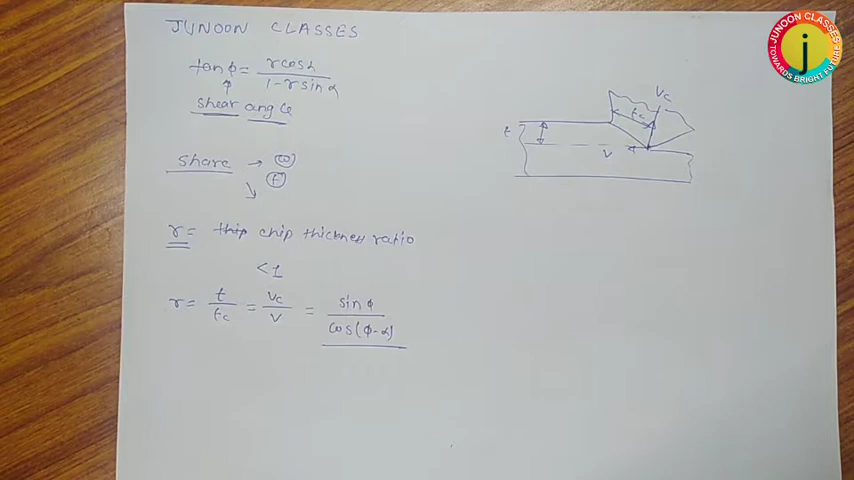 JUNOON CLASSES
tan ϕ = r cos α / 1 - r sin α
shear angle
share → ω
t
r = thip chip thickness ratio
< 1
r = t / tc = Vc / V = sin ϕ / cos(ϕ-α)
Vc
tc
t
V
JUNOON CLASSES
j
TOWARDS BRIGHT FUTURE